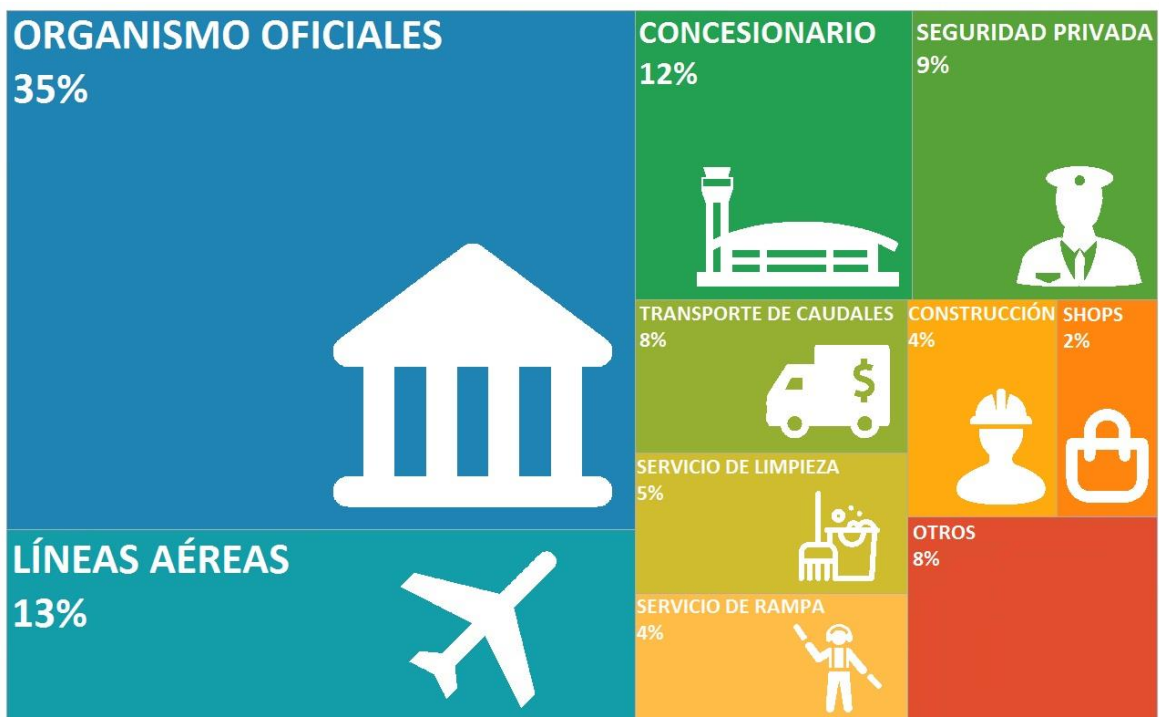 ORGANISMO OFICIALES
35%
LÍNEAS AÉREAS
13%
CONCESIONARIO
12%
SEGURIDAD PRIVADA
9%
TRANSPORTE DE CAUDALES
8%
SERVICIO DE LIMPIEZA
5%
SERVICIO DE RAMPA
4%
CONSTRUCCIÓN
4%
SHOPS
2%
OTROS
8%
$